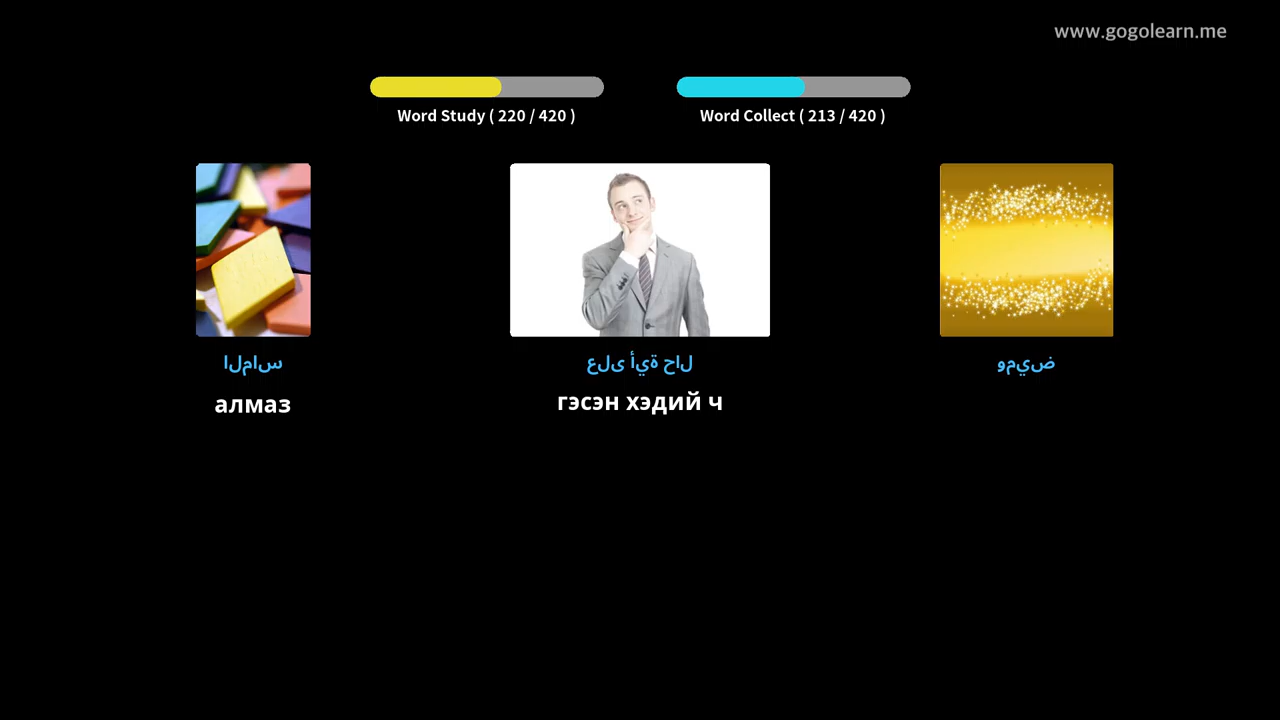 www.gogolearn.me
Word Study ( 220 / 420 )
Word Collect ( 213 / 420 )
الماس
على أية حال
وميض
алмаз
гэсэн хэдий ч